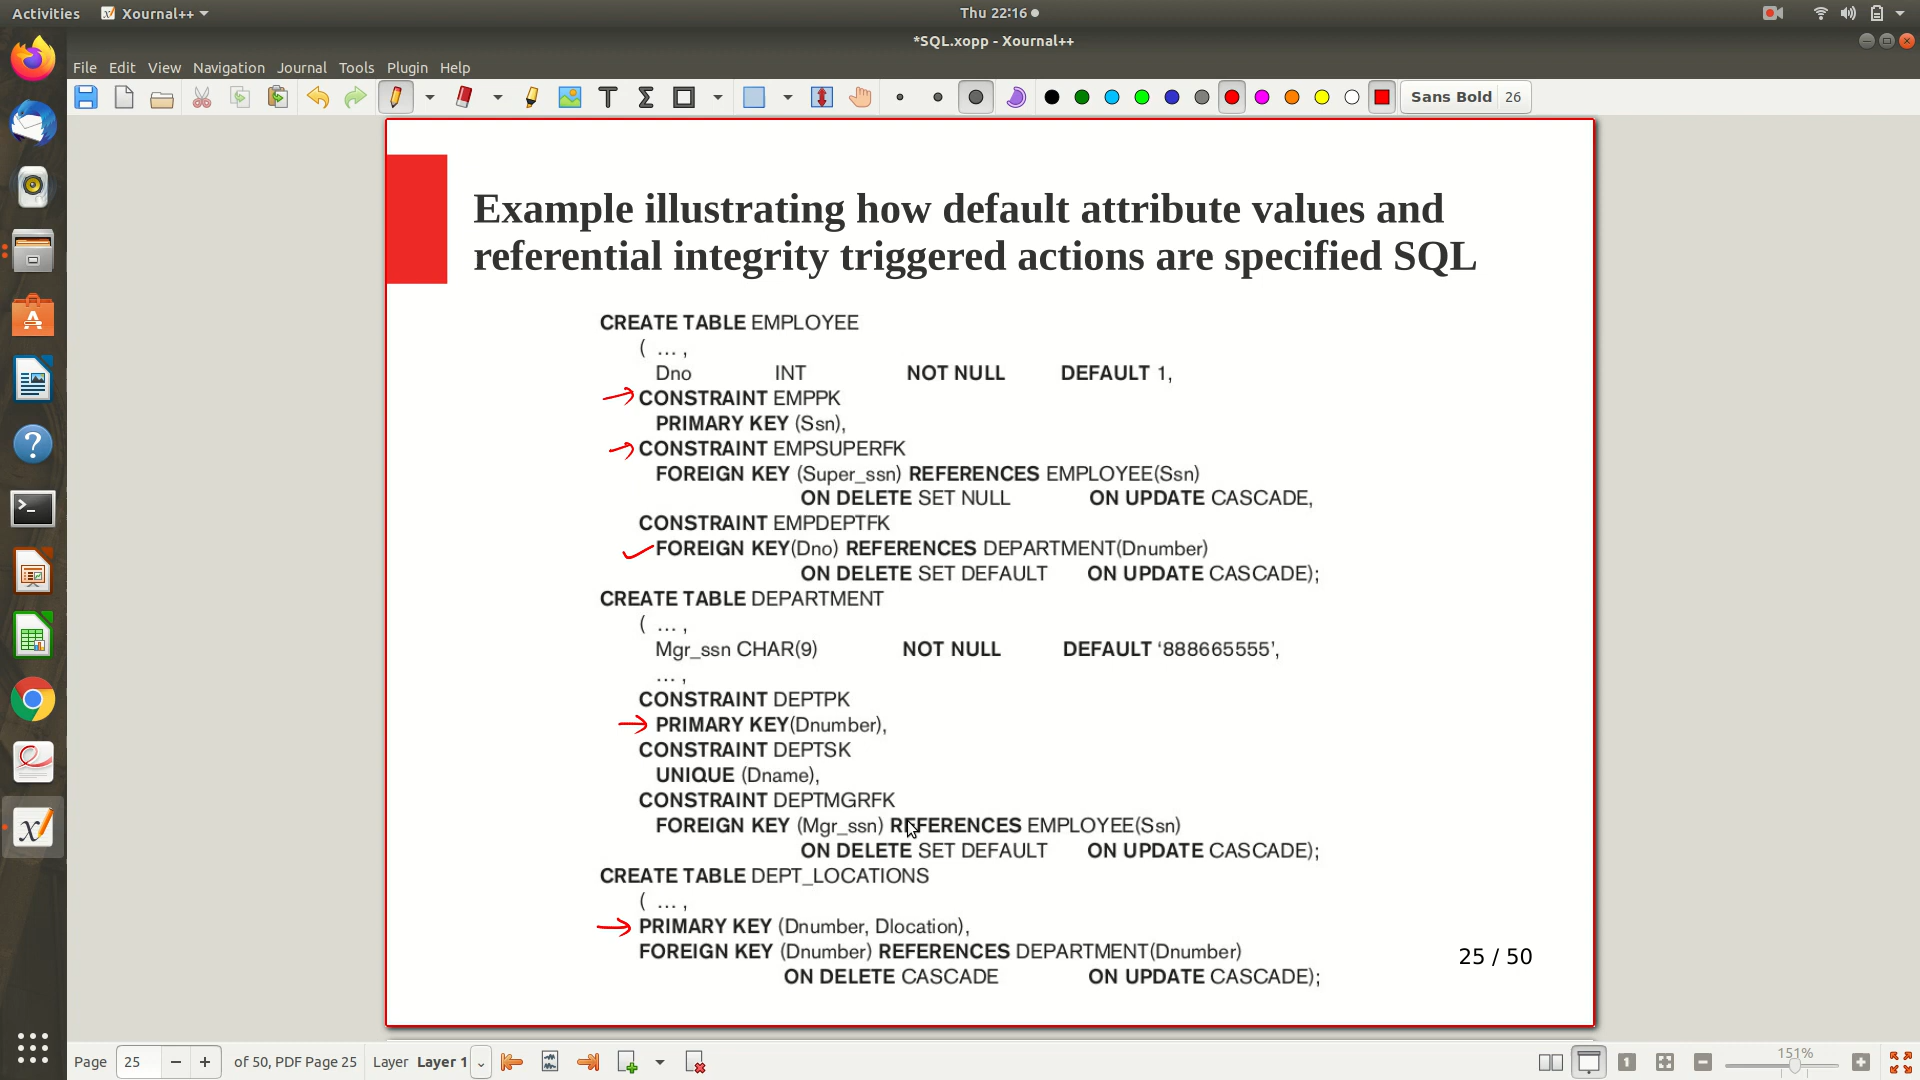 Activities Xournal++ Thu 22:16
*SQL.xopp - Xournal++
File Edit View Navigation Journal Tools Plugin Help
Sans Bold 26
Example illustrating how default attribute values and
referential integrity triggered actions are specified SQL
CREATE TABLE EMPLOYEE
( … ,
Dno INT NOT NULL DEFAULT 1,
CONSTRAINT EMPPK
PRIMARY KEY (Ssn),
CONSTRAINT EMPSUPERFK
FOREIGN KEY (Super_ssn) REFERENCES EMPLOYEE(Ssn)
ON DELETE SET NULL ON UPDATE CASCADE,
CONSTRAINT EMPDEPTFK
FOREIGN KEY(Dno) REFERENCES DEPARTMENT(Dnumber)
ON DELETE SET DEFAULT ON UPDATE CASCADE);
CREATE TABLE DEPARTMENT
( … ,
Mgr_ssn CHAR(9) NOT NULL DEFAULT ‘888665555’,
… ,
CONSTRAINT DEPTPK
PRIMARY KEY(Dnumber),
CONSTRAINT DEPTSK
UNIQUE (Dname),
CONSTRAINT DEPTMGRFK
FOREIGN KEY (Mgr_ssn) REFERENCES EMPLOYEE(Ssn)
ON DELETE SET DEFAULT ON UPDATE CASCADE);
CREATE TABLE DEPT_LOCATIONS
( … ,
PRIMARY KEY (Dnumber, Dlocation),
FOREIGN KEY (Dnumber) REFERENCES DEPARTMENT(Dnumber)
ON DELETE CASCADE ON UPDATE CASCADE);
25 / 50
Page 25 of 50, PDF Page 25 Layer Layer 1 151%